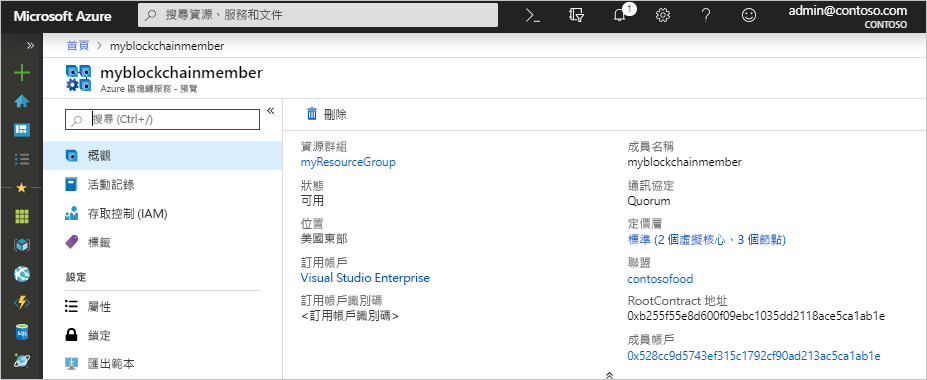 Microsoft Azure
搜尋資源、服務和文件
1
admin@contoso.com
CONTOSO
首頁 > myblockchainmember
myblockchainmember
Azure 區塊鏈服務 - 預覽
搜尋 (Ctrl+/)
概觀
活動記錄
存取控制 (IAM)
標籤
設定
屬性
鎖定
匯出範本
刪除
資源群組
myResourceGroup
狀態
可用
位置
美國東部
訂用帳戶
Visual Studio Enterprise
訂用帳戶識別碼
<訂用帳戶識別碼>
成員名稱
myblockchainmember
通訊協定
Quorum
定價層
標準 (2 個虛擬核心、3 個節點)
聯盟
contosofood
RootContract 地址
0xb255f55e8d600f09ebc1035dd2118ace5ca1ab1e
成員帳戶
0x528cc9d5743ef315c1792cf90ad213ac5ca1ab1e